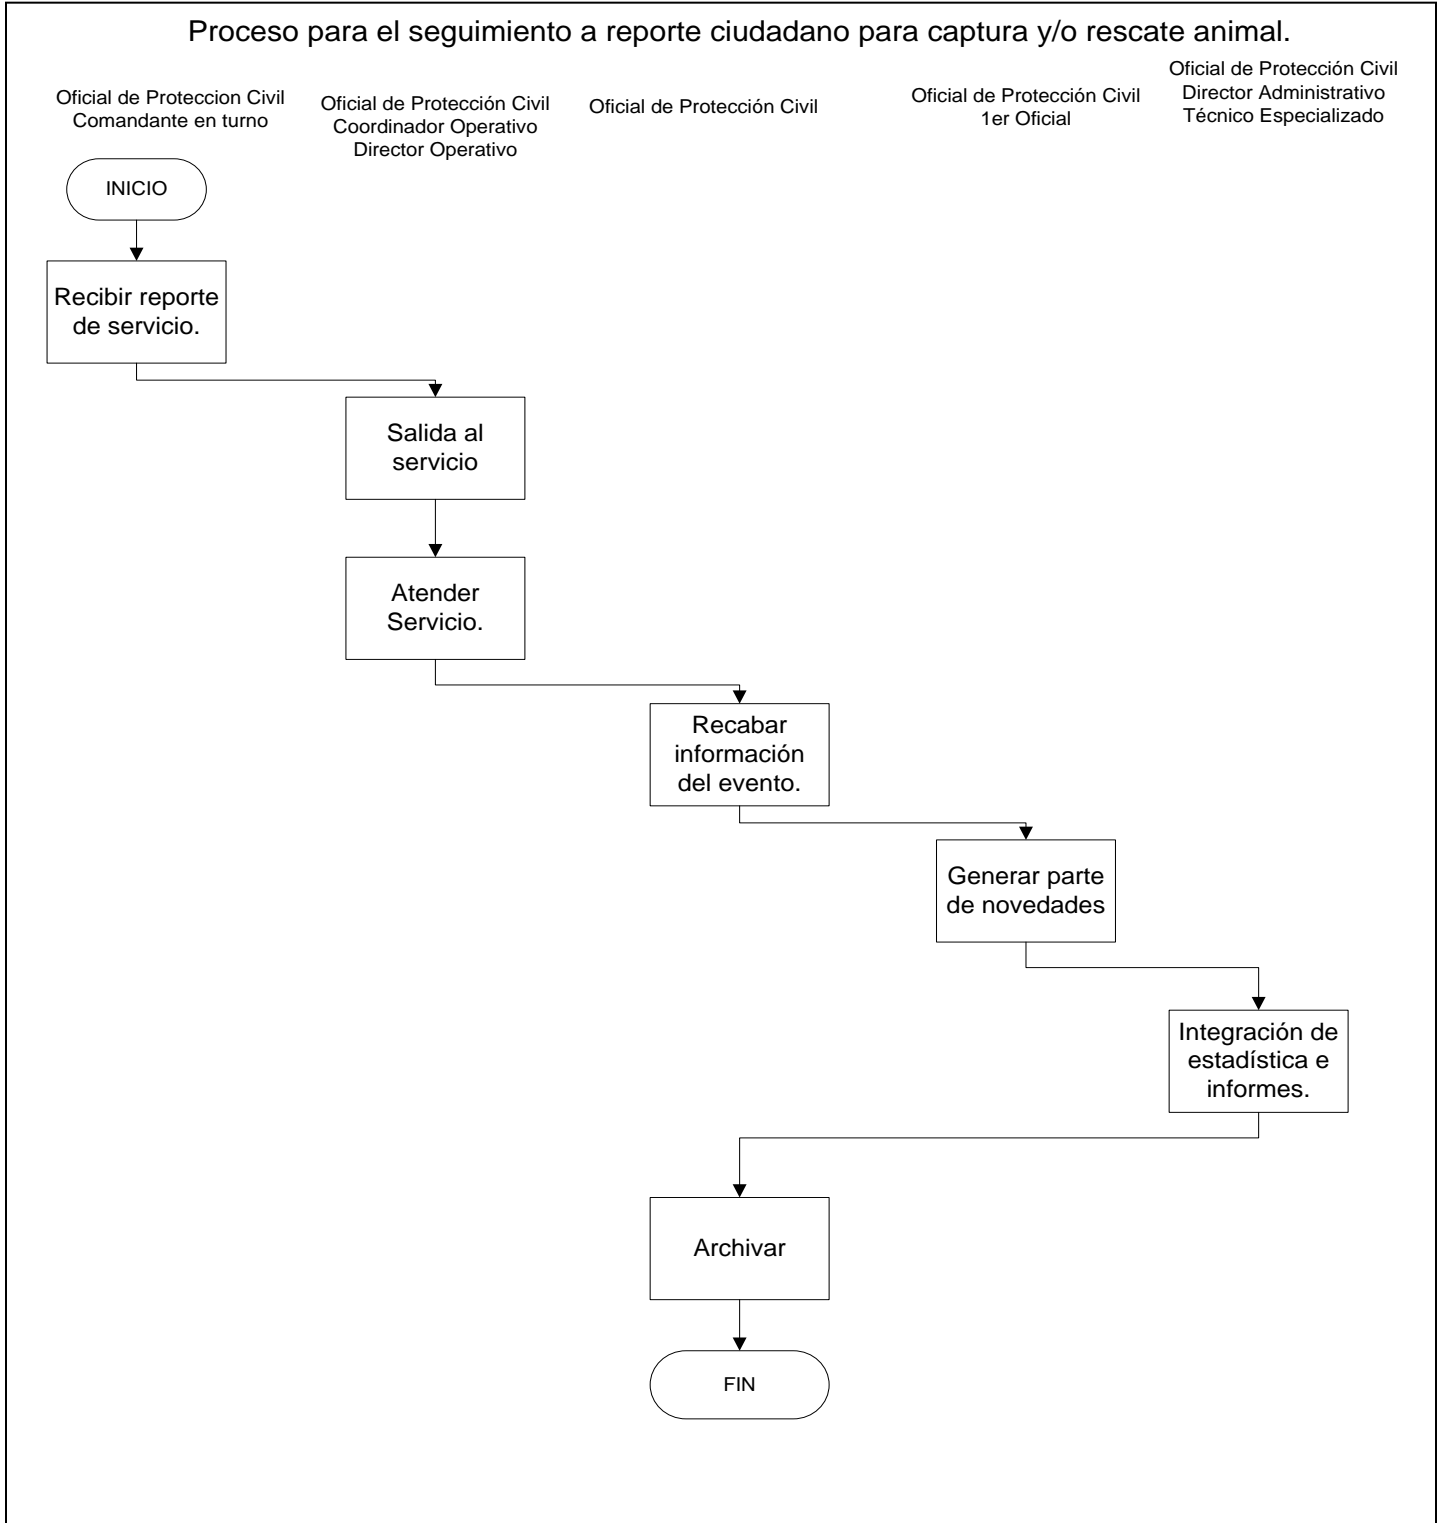 Proceso para el seguimiento a reporte ciudadano para captura y/o rescate animal.
Oficial de Proteccion Civil
Comandante en turno
Oficial de Protección Civil
Coordinador Operativo
Director Operativo
Oficial de Protección Civil
Oficial de Protección Civil
1er Oficial
Oficial de Protección Civil
Director Administrativo
Técnico Especializado
INICIO
Recibir reporte
de servicio.
Salida al
servicio
Atender
Servicio.
Recabar
información
del evento.
Generar parte
de novedades
Integración de
estadística e
informes.
Archivar
FIN